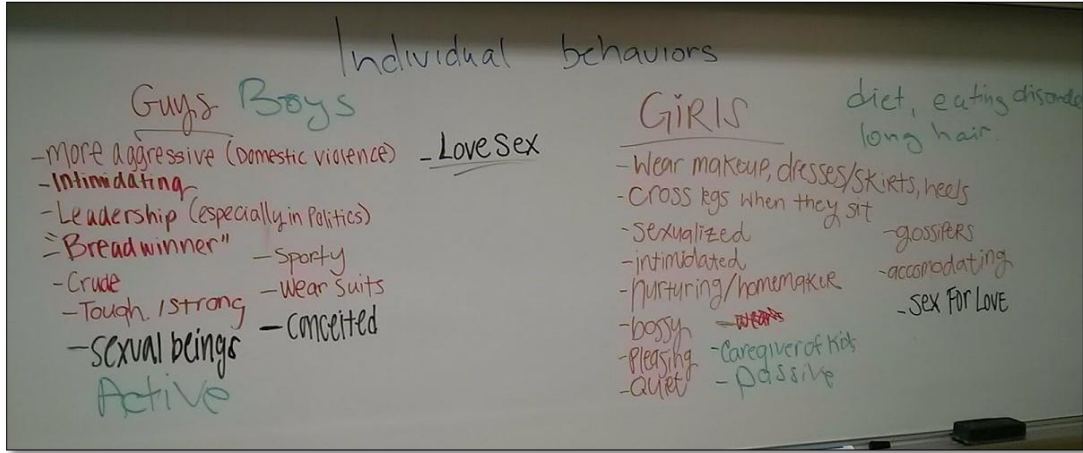 Individual behaviors
Guys Boys
-more aggressive (Domestic violence)
-Intimidating
-Leadership (especially in Politics)
-"Breadwinner"
-Crude
-Tough. / strong
-sexual beings
Active
-Love Sex
-Sporty
-Wear suits
-conceited
GiRlS
diet, eating disorde
long hair.
-Wear makeup, dresses/skirts, heels
-Cross legs when they sit
-sexualized
-intimidated
-nurturing/homemaker
-bossy
-Pleasing
-Quiet
-Caregiver of Kids
-passive
-gossipers
-accomadating
-Sex For Love